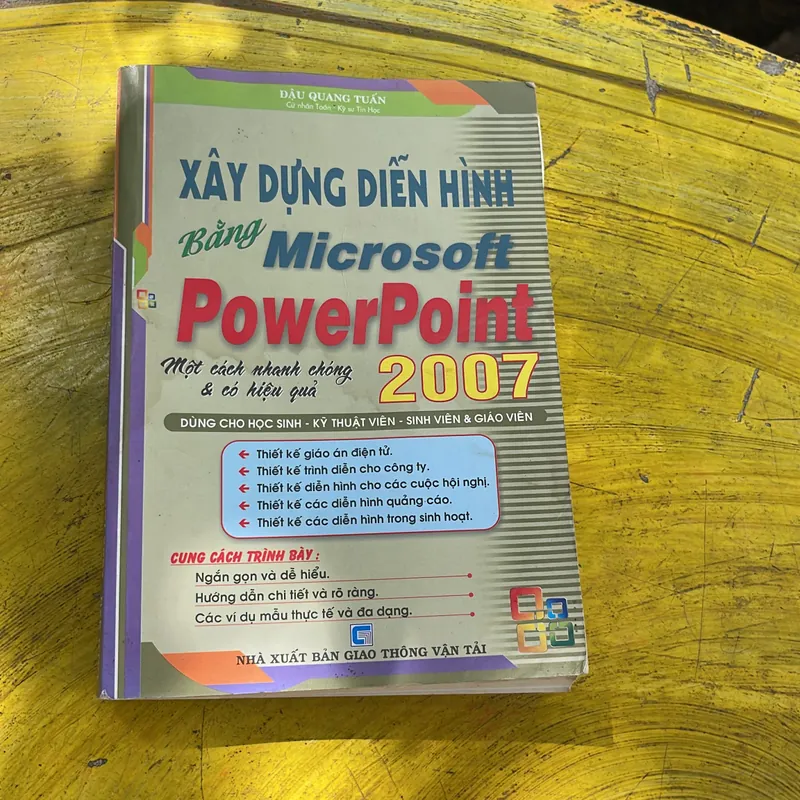 ĐẬU QUANG TUẤN
Cử nhân Toán - Kỹ sư Tin Học
XÂY DỰNG DIỄN HÌNH
Bằng Microsoft
PowerPoint
Một cách nhanh chóng
& có hiệu quả
2007
DÙNG CHO HỌC SINH - KỸ THUẬT VIÊN - SINH VIÊN & GIÁO VIÊN
Thiết kế giáo án điện tử.
Thiết kế trình diễn cho công ty.
Thiết kế diễn hình cho các cuộc hội nghị.
Thiết kế các diễn hình quảng cáo.
Thiết kế các diễn hình trong sinh hoạt.
CUNG CÁCH TRÌNH BÀY :
Ngắn gọn và dễ hiểu.
Hướng dẫn chi tiết và rõ ràng.
Các ví dụ mẫu thực tế và đa dạng.
NHÀ XUẤT BẢN GIAO THÔNG VẬN TẢI